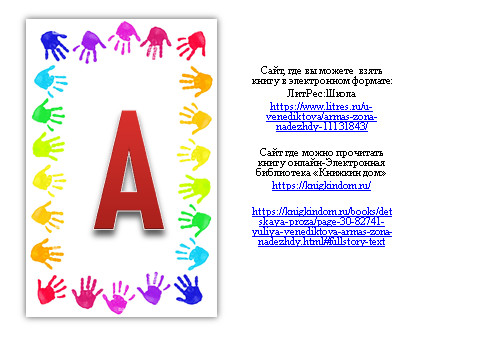 А
Сайт, где вы можете взять
книгу в электронном формате:
ЛитРес:Школа
https://www.litres.ru/u-
venediktova/armas-zona-
nadezhdy-11131843/
Сайт где можно прочитать
книгу онлайн-Электронная
библиотека «Книжкин дом»
https://knigkindom.ru/
https://knigkindom.ru/books/det
skaya-proza/page-30-82741-
yuliya-venediktova-armas-zona-
nadezhdy.html#fullstory-text